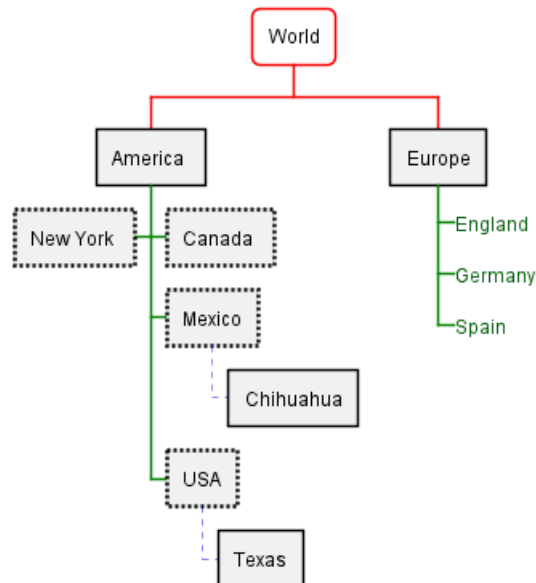 World
America
Europe
New York
Canada
England
Germany
Mexico
Spain
Chihuahua
USA
Texas